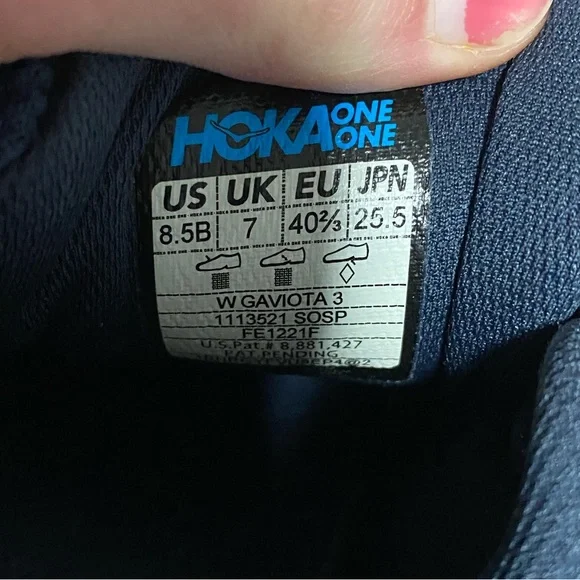 HOKA ONE ONE
US UK EU JPN
8.5B 7 40⅔ 25.5
W GAVIOTA 3
1113521 SOSP
FE1221F
U.S.Pat.# 8,881,427
PAT PENDING